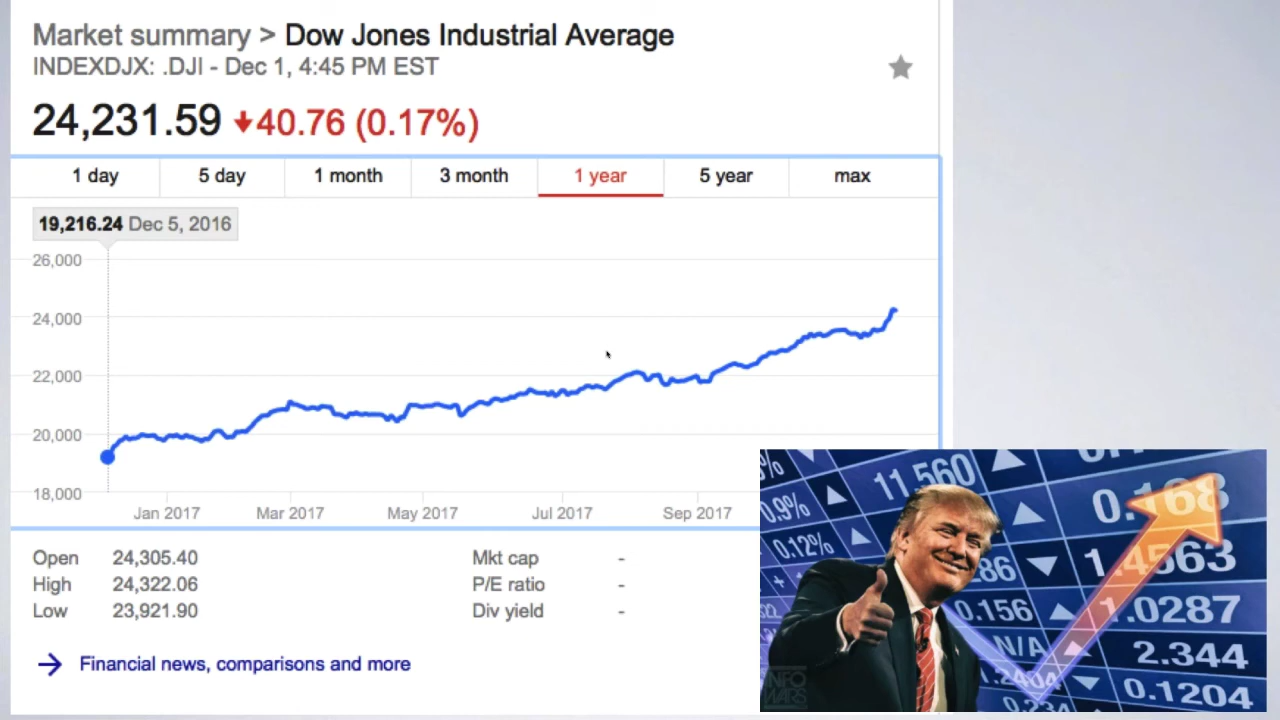 Market summary > Dow Jones Industrial Average
INDEXDJX: .DJI - Dec 1, 4:45 PM EST
24,231.59 40.76 (0.17%)
1 day 5 day 1 month 3 month 1 year 5 year max
19,216.24 Dec 5, 2016
26,000
24,000
22,000
20,000
18,000
Jan 2017 Mar 2017 May 2017 Jul 2017 Sep 2017
Open 24,305.40 Mkt cap -
High 24,322.06 P/E ratio -
Low 23,921.90 Div yield -
Financial news, comparisons and more
11.560
0.9% 0.168
0.12% 1.4563
0.156 1.0287
N/A 2.344
0.1204
INFO
WARS